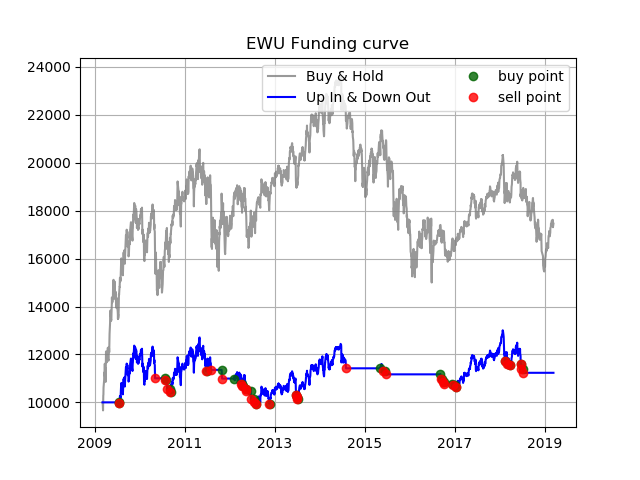 EWU Funding curve
Buy & Hold
Up In & Down Out
buy point
sell point
24000
22000
20000
18000
16000
14000
12000
10000
2009 2011 2013 2015 2017 2019